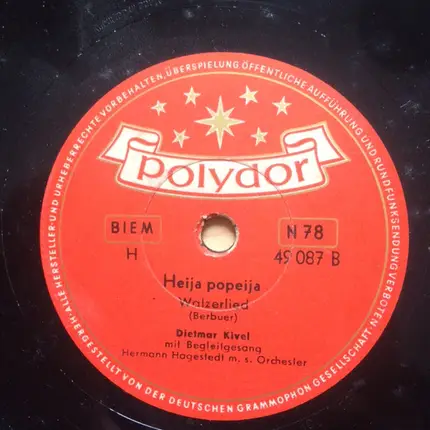 ALLE HERSTELLER- UND URHEBERRECHTE VORBEHALTEN, ÜBERSPIELUNG ÖFFENTLICHE AUFFÜHRUNG UND RUNDFUNKSENDUNG VERBOTEN
polydor
BIEM
N 78
H
49 087 B
Heija popeija
Walzerlied
(Berbuer)
Dietmar Kivel
mit Begleitgesang
Hermann Hagestedt m. s. Orchester
HERGESTELLT VON DER DEUTSCHEN GRAMMOPHON GESELLSCHAFT